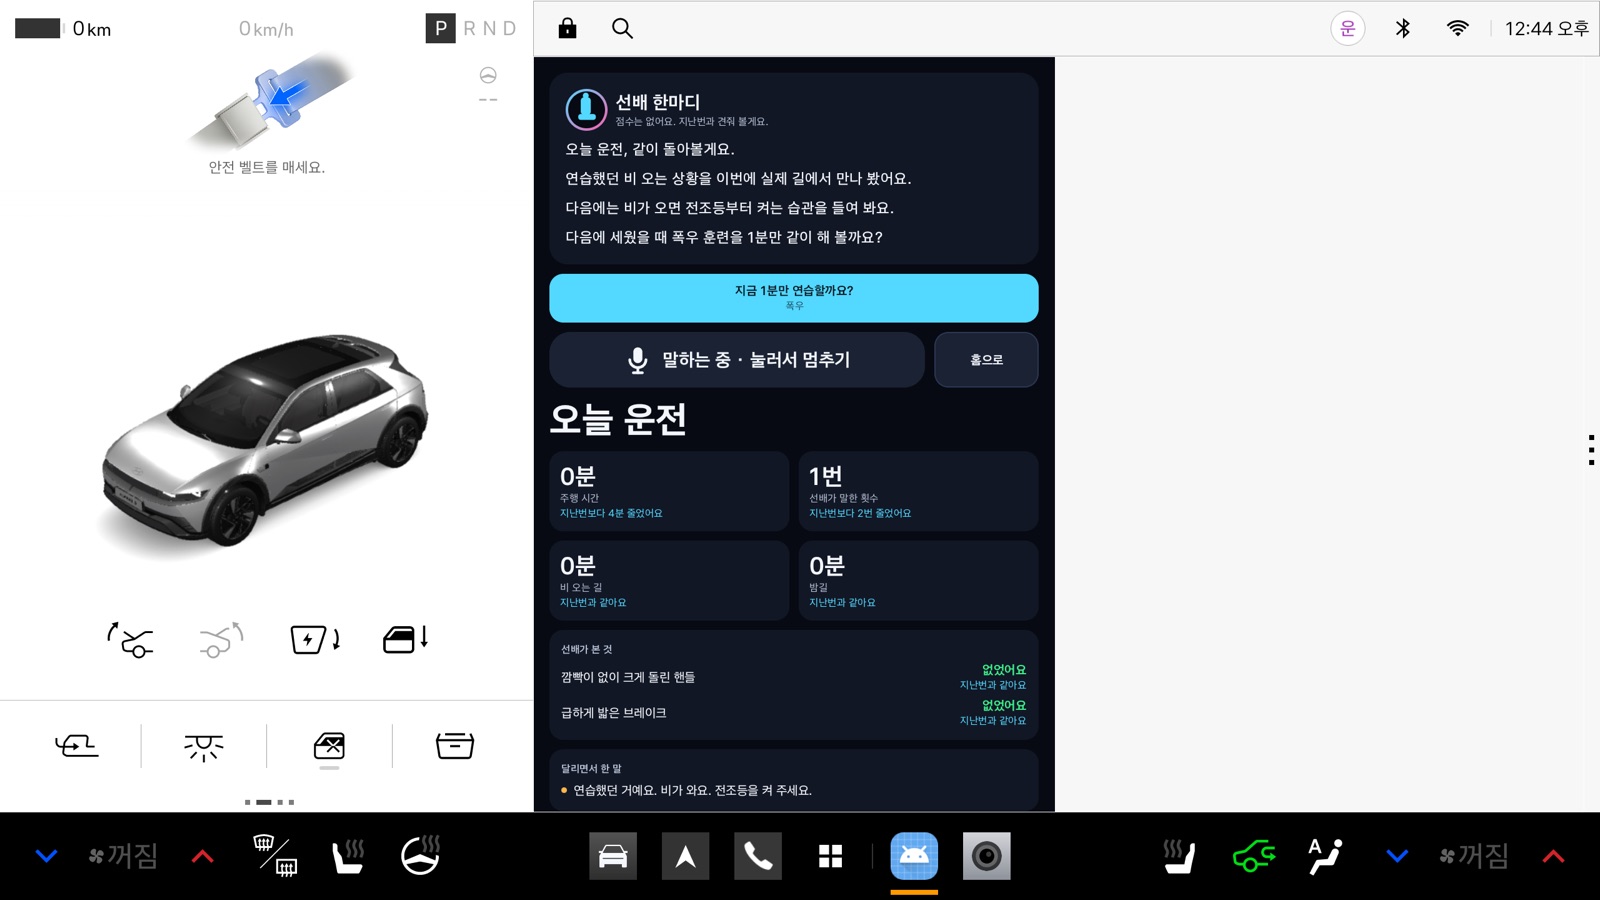 0km
0km/h
P R N D
--
안전 벨트를 매세요.
운
12:44 오후
선배 한마디
점수는 없어요. 지난번과 견줘 볼게요.
오늘 운전, 같이 돌아볼게요.
연습했던 비 오는 상황을 이번에 실제 길에서 만나 봤어요.
다음에는 비가 오면 전조등부터 켜는 습관을 들여 봐요.
다음에 세웠을 때 폭우 훈련을 1분만 같이 해 볼까요?
지금 1분만 연습할까요?
폭우
말하는 중 · 눌러서 멈추기
홈으로
오늘 운전
0분
주행 시간
지난번보다 4분 줄었어요
1번
선배가 말한 횟수
지난번보다 2번 줄었어요
0분
비 오는 길
지난번과 같아요
0분
밤길
지난번과 같아요
선배가 본 것
깜빡이 없이 크게 돌린 핸들
없었어요
지난번과 같아요
급하게 밟은 브레이크
없었어요
지난번과 같아요
달리면서 한 말
연습했던 거예요. 비가 와요. 전조등을 켜 주세요.
꺼짐
A
꺼짐